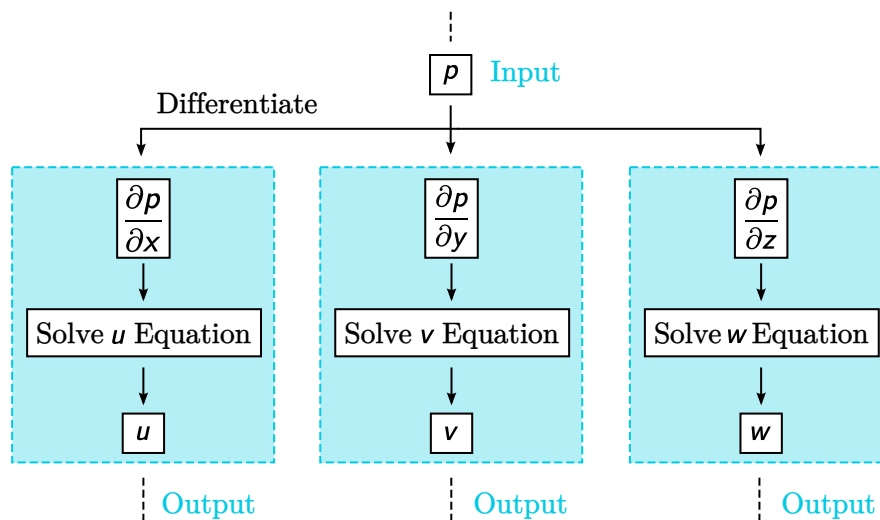 p Input
Differentiate
∂p/∂x ∂p/∂y ∂p/∂z
Solve u Equation Solve v Equation Solve w Equation
u v w
Output Output Output